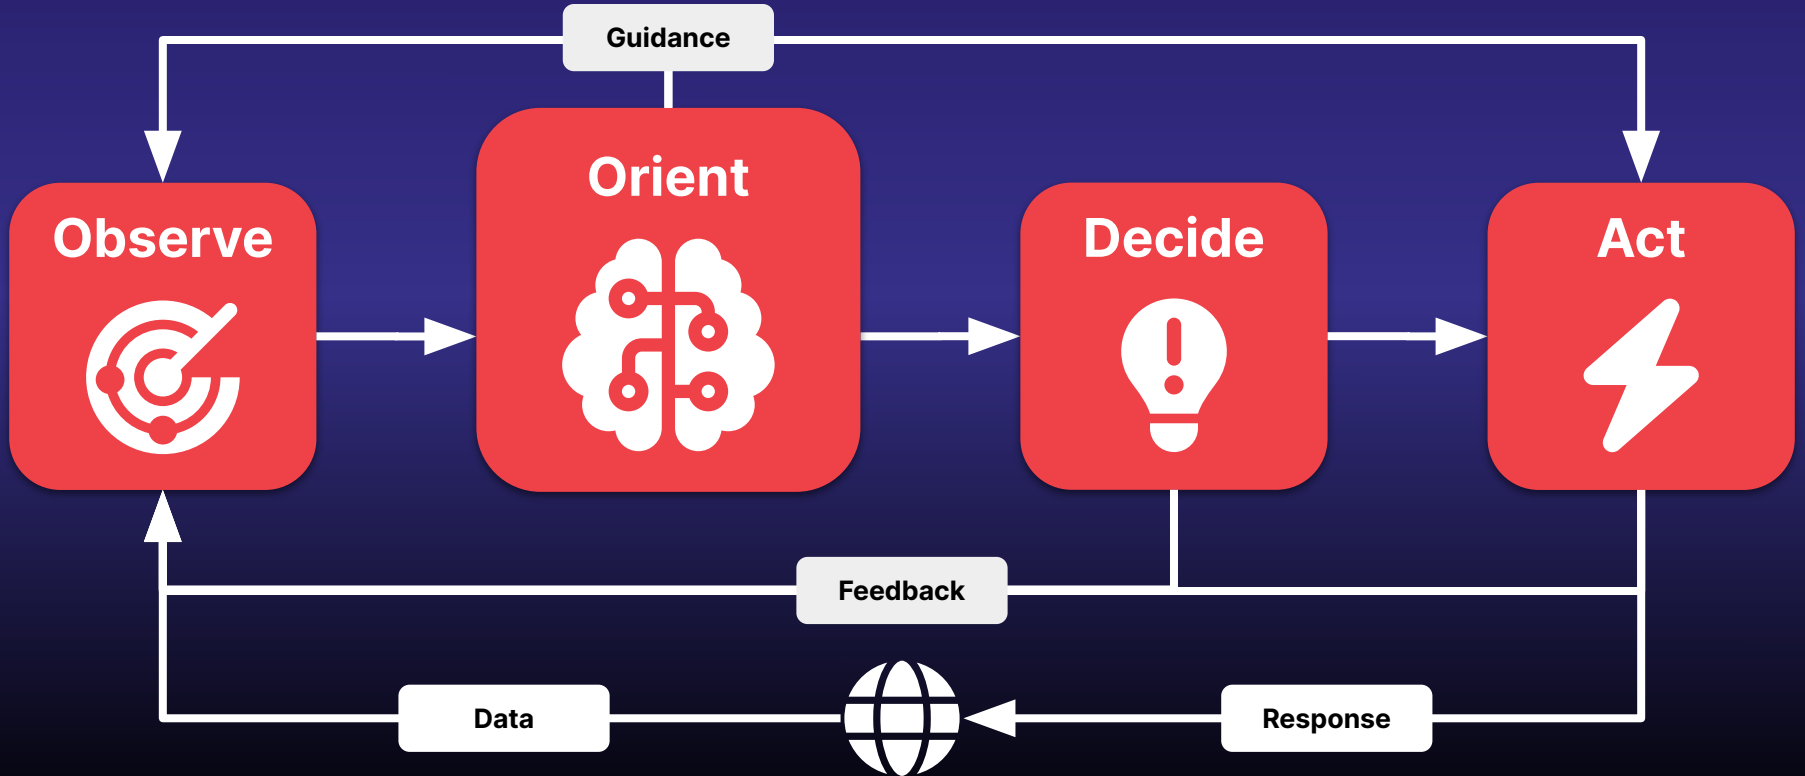 Guidance
Orient
Observe
Decide
Act
Feedback
Data
Response